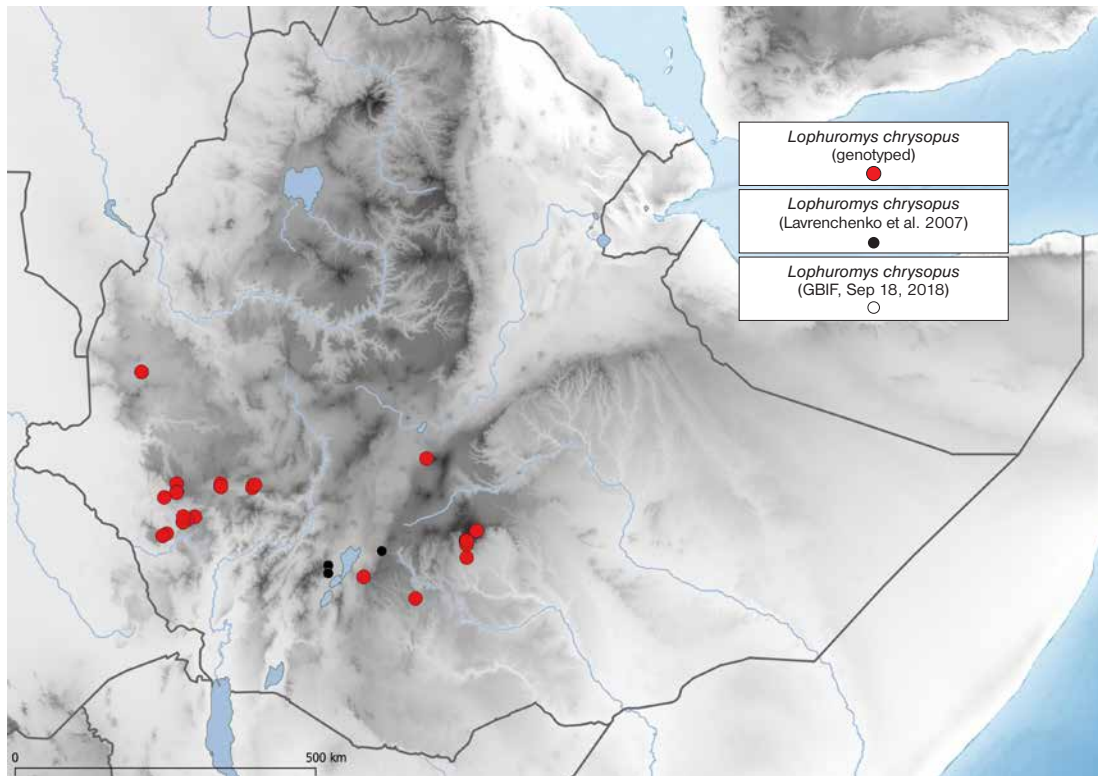 Lophuromys chrysopus
(genotyped)
Lophuromys chrysopus
(Lavrenchenko et al. 2007)
Lophuromys chrysopus
(GBIF, Sep 18, 2018)
0 500 km